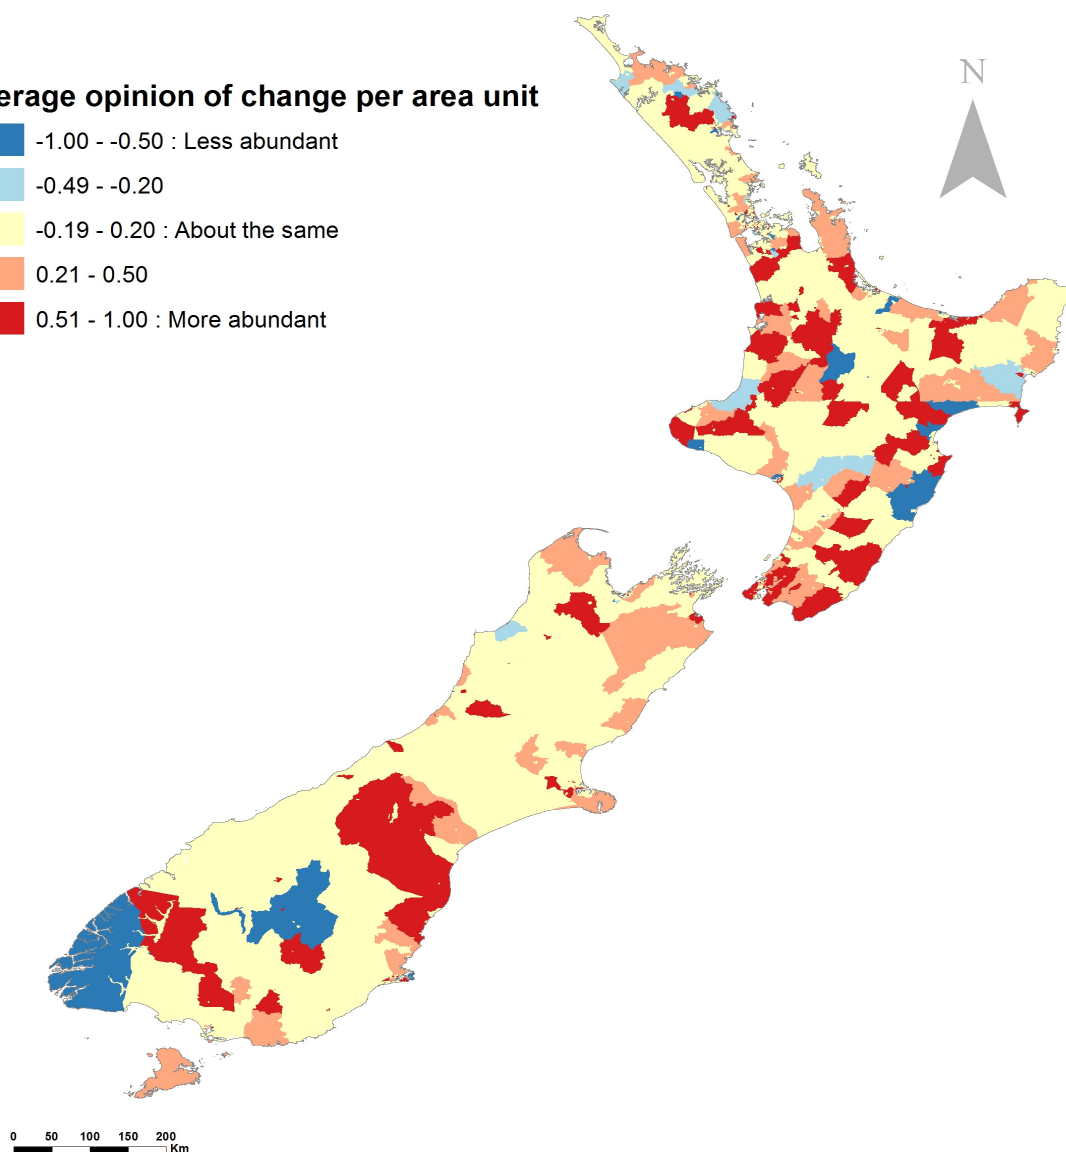 erage opinion of change per area unit
-1.00 - -0.50 : Less abundant
-0.49 - -0.20
-0.19 - 0.20 : About the same
0.21 - 0.50
0.51 - 1.00 : More abundant
N
0 50 100 150 200
Km